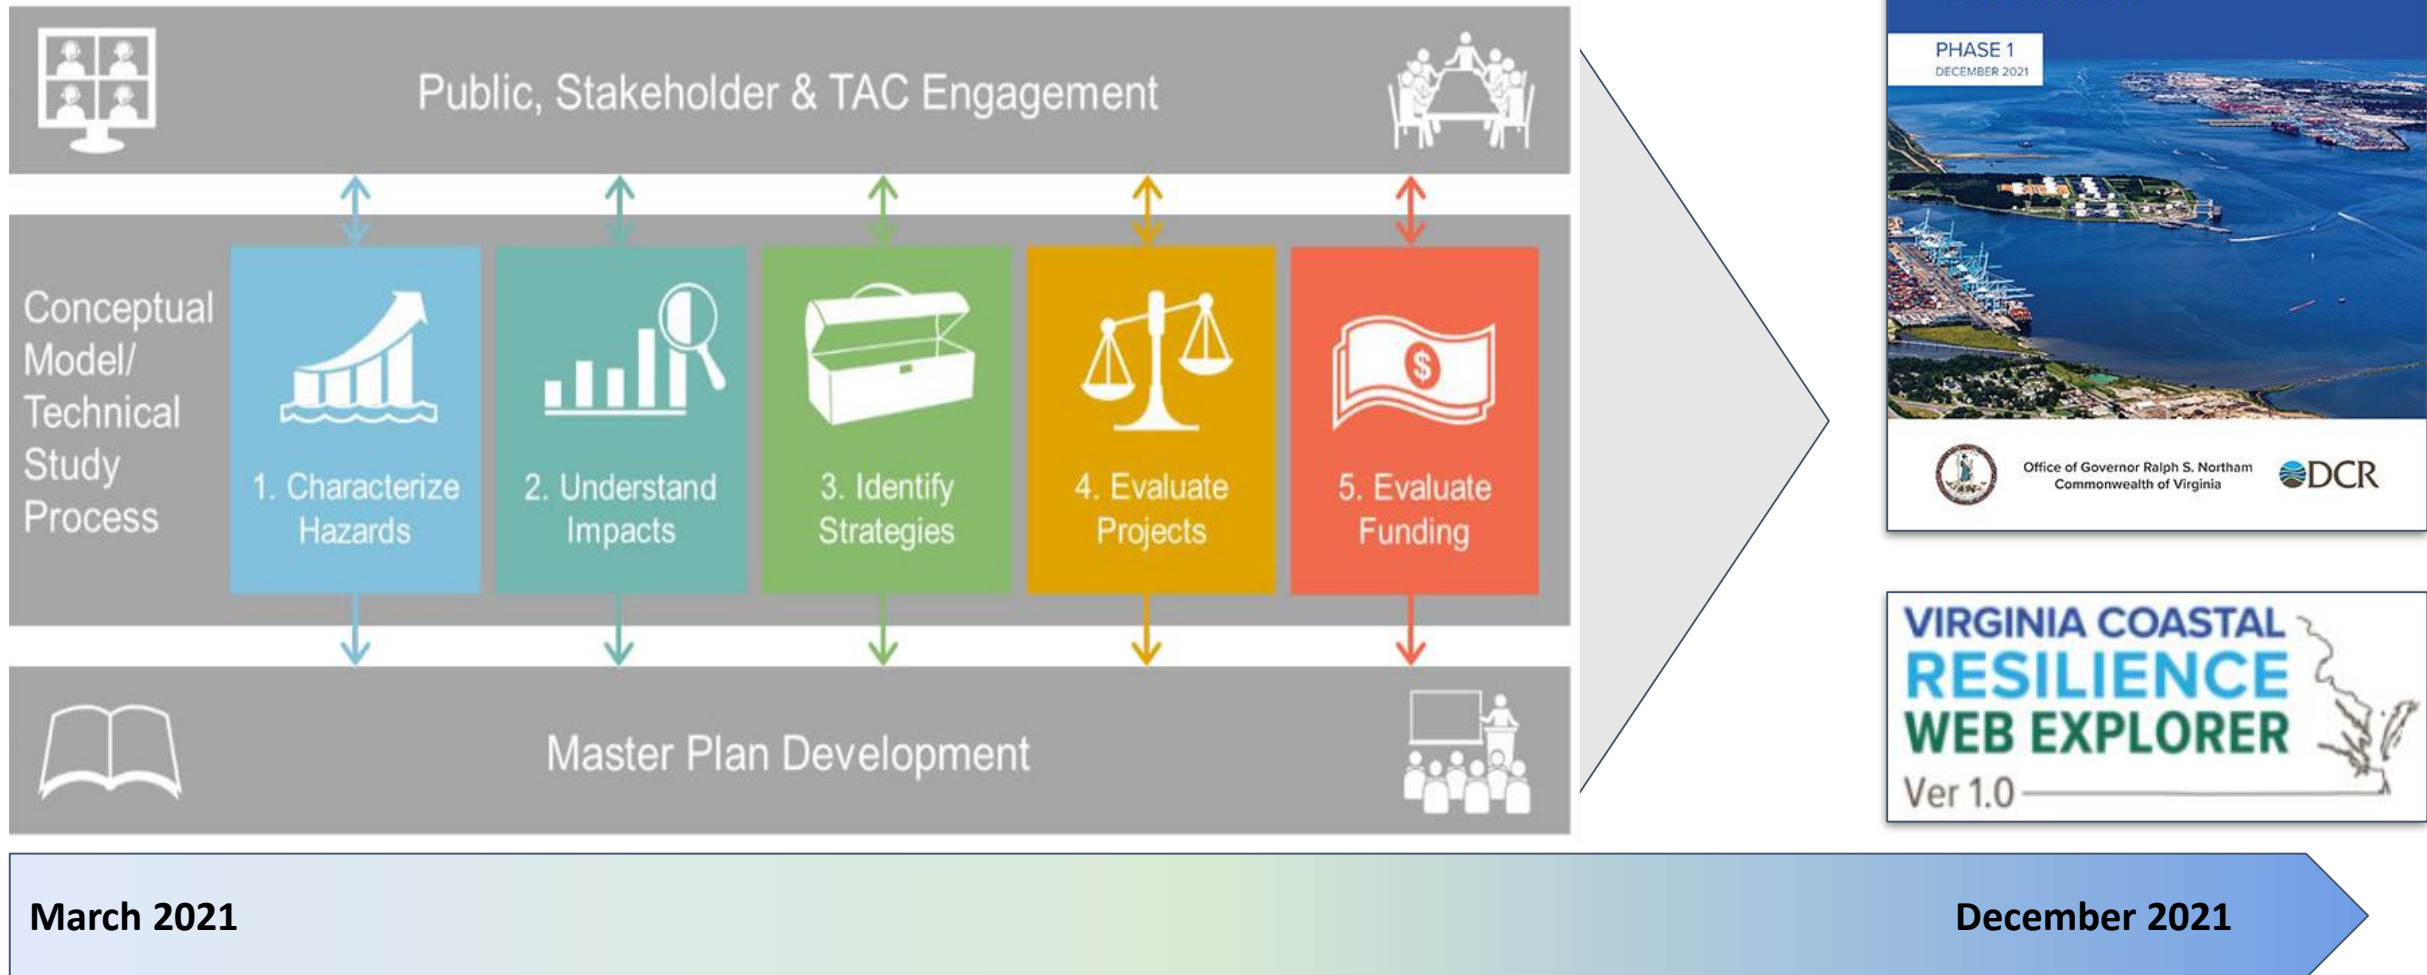 Public, Stakeholder & TAC Engagement
Conceptual
Model/
Technical
Study
Process
1. Characterize
Hazards
2. Understand
Impacts
3. Identify
Strategies
$
4. Evaluate
Projects
5. Evaluate
Funding
Master Plan Development
PHASE 1
DECEMBER 2021
Office of Governor Ralph S. Northam
Commonwealth of Virginia
DCR
VIRGINIA COASTAL
RESILIENCE
WEB EXPLORER
Ver 1.0
March 2021
December 2021